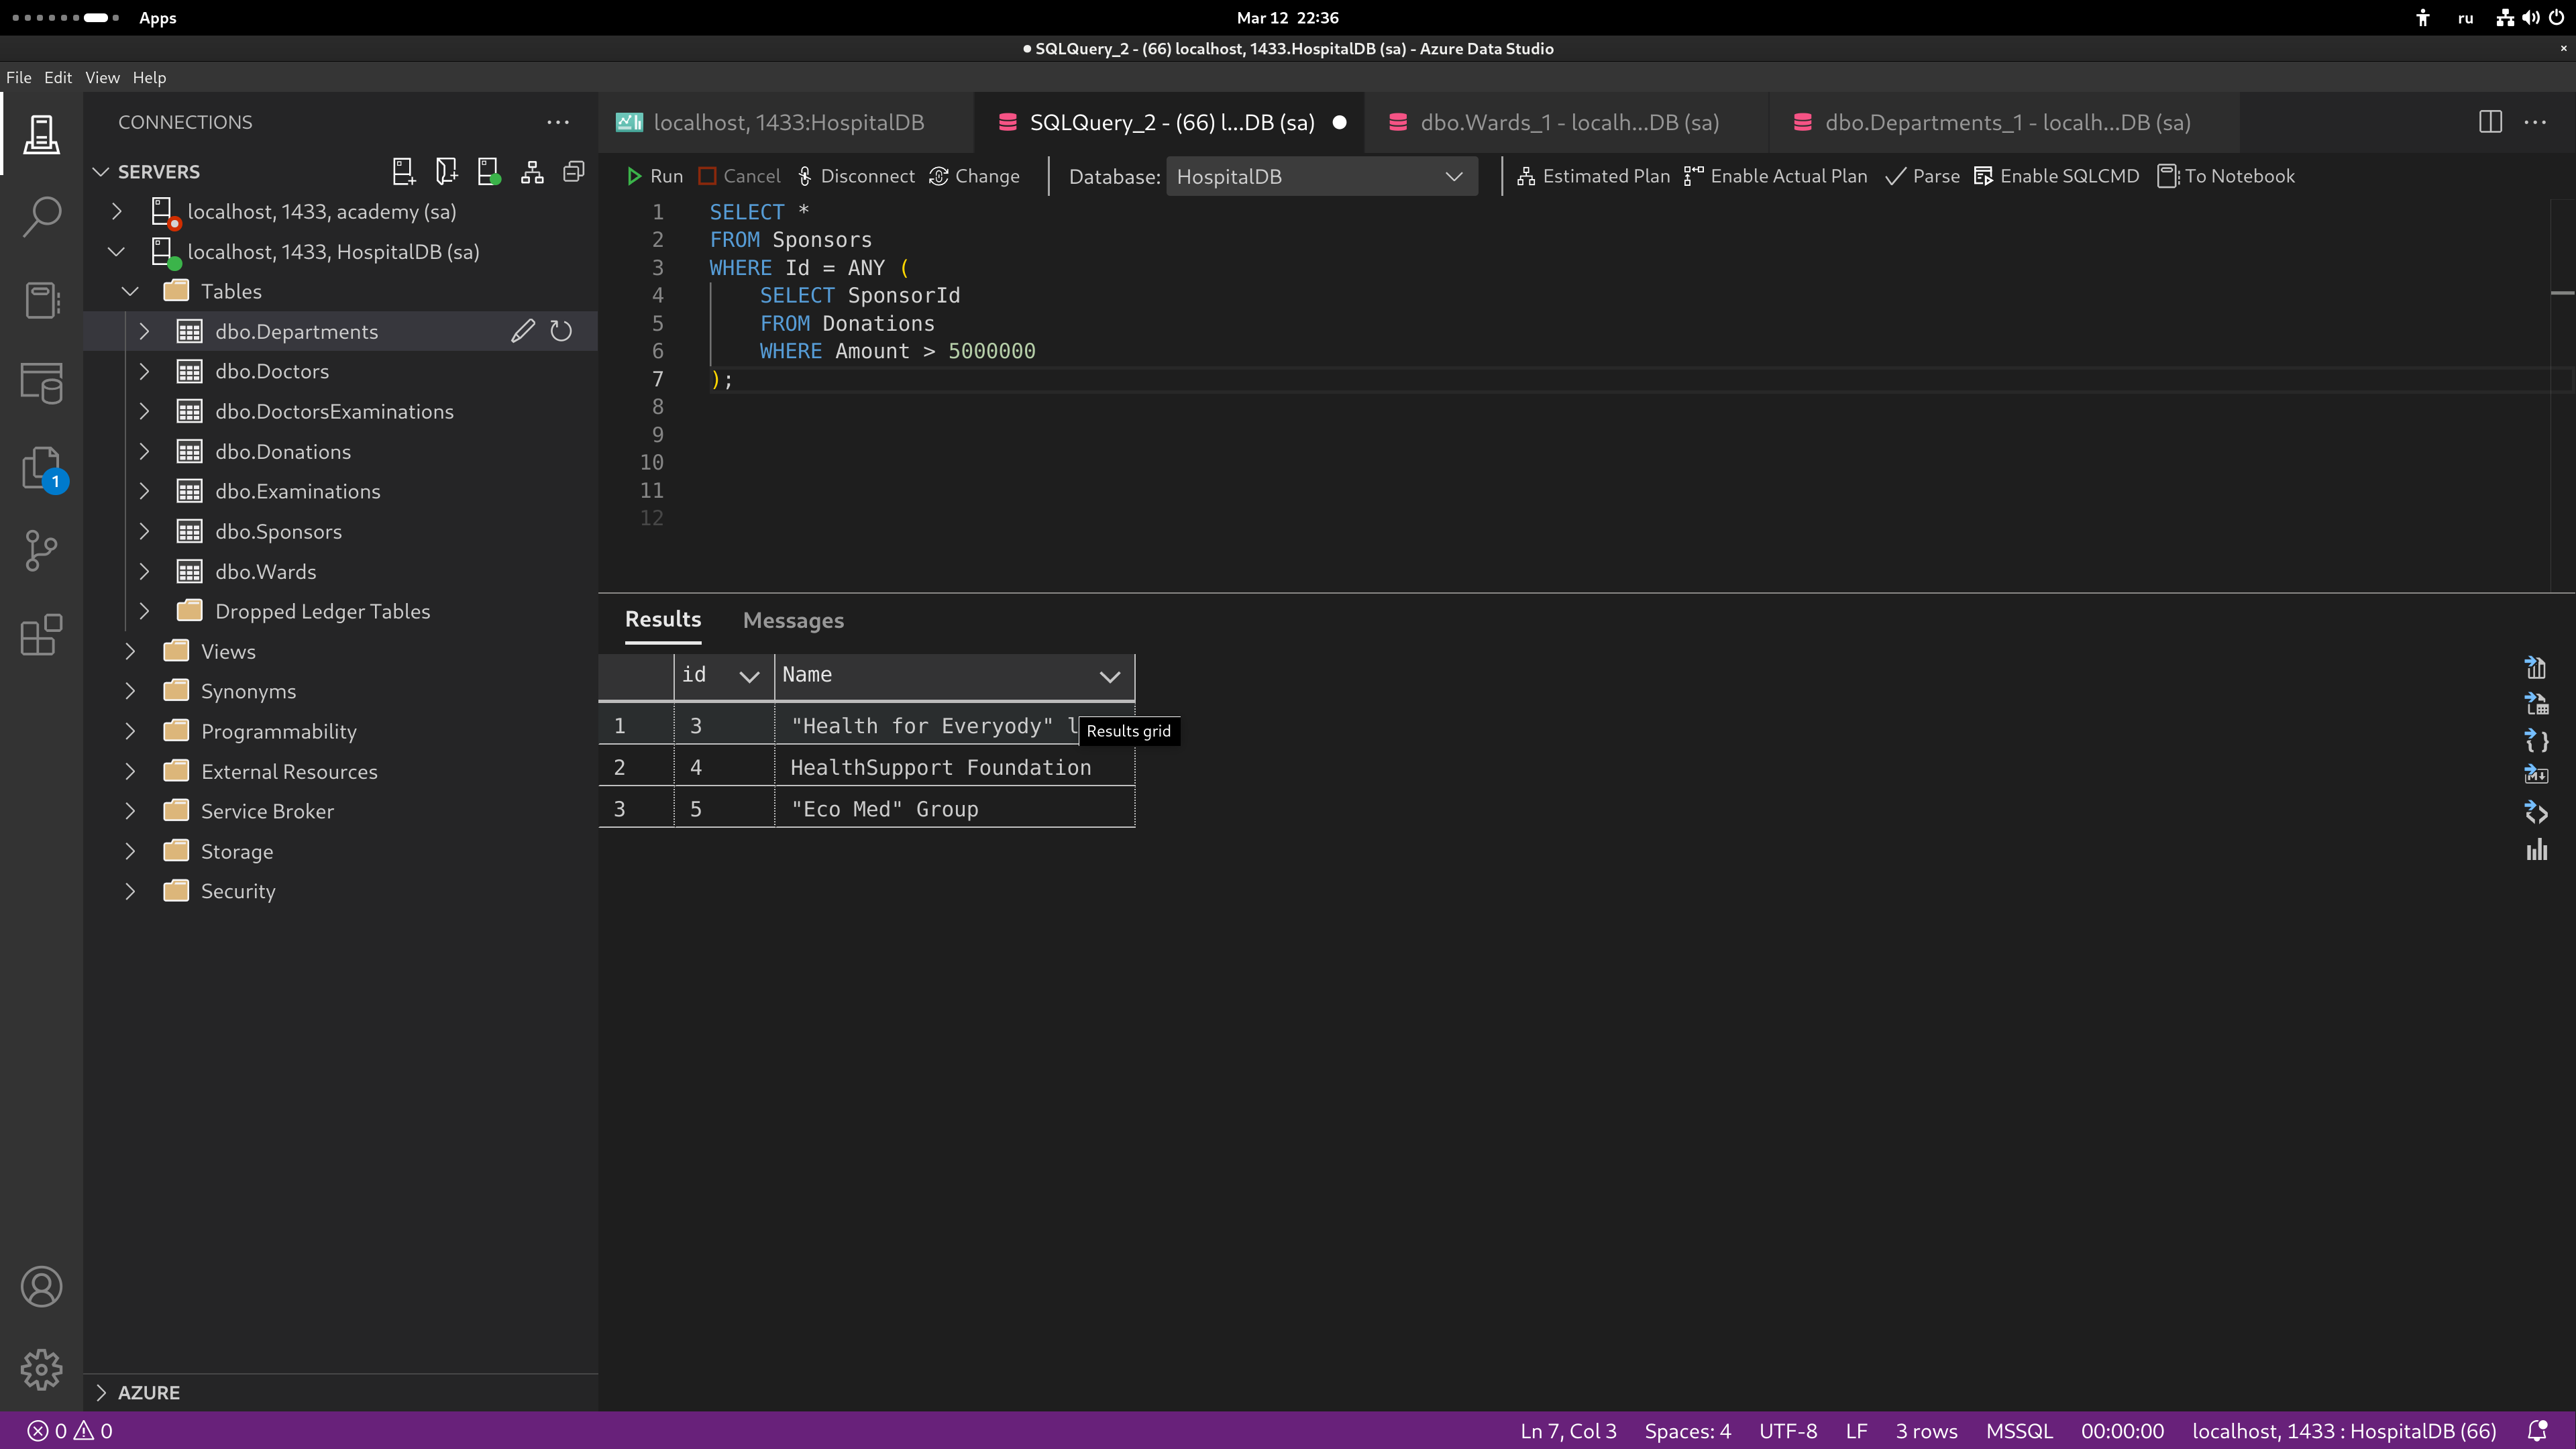 Apps
Mar 12 22:36
ru
● SQLQuery_2 - (66) localhost, 1433.HospitalDB (sa) - Azure Data Studio
File Edit View Help
CONNECTIONS
SERVERS
localhost, 1433, academy (sa)
localhost, 1433, HospitalDB (sa)
Tables
dbo.Departments
dbo.Doctors
dbo.DoctorsExaminations
dbo.Donations
dbo.Examinations
dbo.Sponsors
dbo.Wards
Dropped Ledger Tables
Views
Synonyms
Programmability
External Resources
Service Broker
Storage
Security
AZURE
1
localhost, 1433:HospitalDB
SQLQuery_2 - (66) l...DB (sa)
dbo.Wards_1 - localh...DB (sa)
dbo.Departments_1 - localh...DB (sa)
Run Cancel Disconnect Change Database: HospitalDB Estimated Plan Enable Actual Plan Parse Enable SQLCMD To Notebook
1 SELECT *
2 FROM Sponsors
3 WHERE Id = ANY (
4 SELECT SponsorId
5 FROM Donations
6 WHERE Amount > 5000000
7 );
8
9
10
11
12
Results Messages
id Name
1 3 "Health for Everyody" l
Results grid
2 4 HealthSupport Foundation
3 5 "Eco Med" Group
0 0
Ln 7, Col 3 Spaces: 4 UTF-8 LF 3 rows MSSQL 00:00:00 localhost, 1433 : HospitalDB (66)